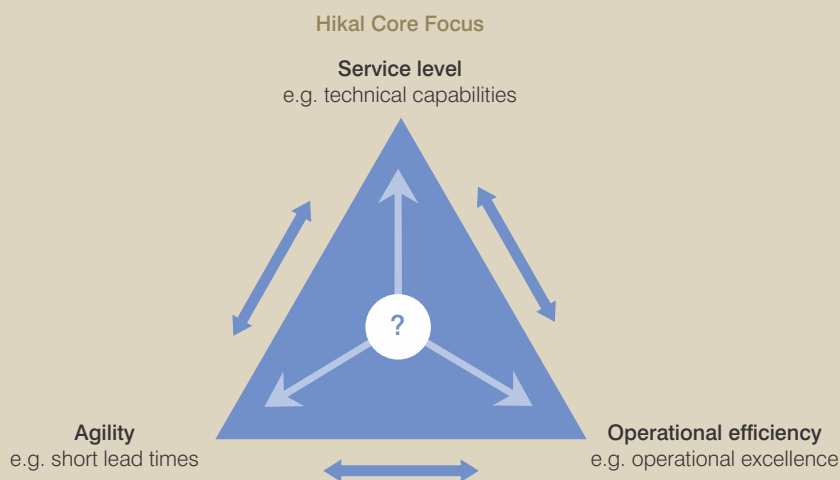 Hikal Core Focus
Service level
e.g. technical capabilities
?
Agility
e.g. short lead times
Operational efficiency
e.g. operational excellence